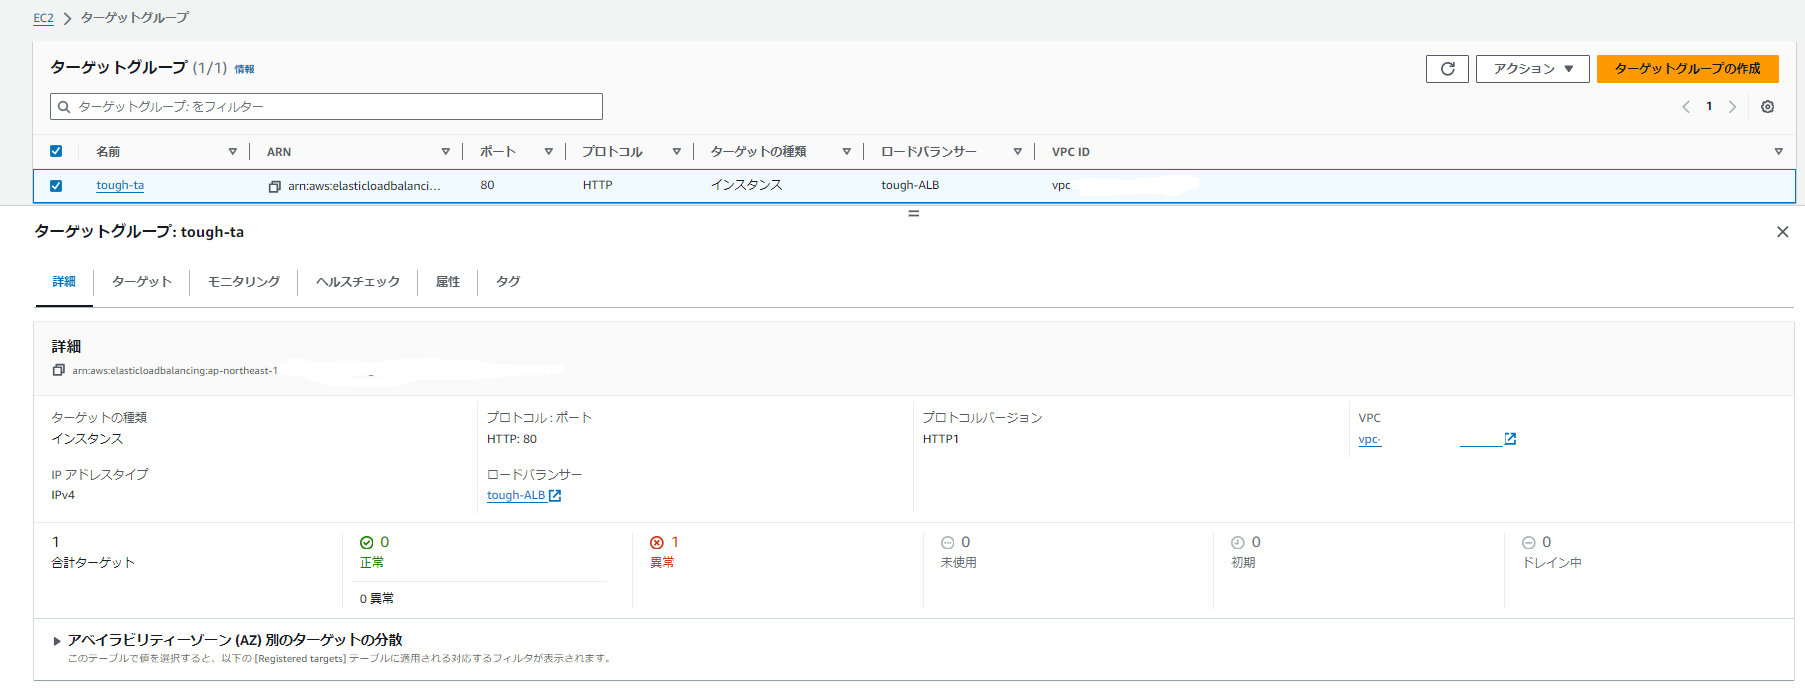 EC2 > ターゲットグループ
ターゲットグループ (1/1) 情報
アクション ▼
ターゲットグループの作成
ターゲットグループ: をフィルター
1
名前 ARN ポート プロトコル ターゲットの種類 ロードバランサー VPC ID
tough-ta arn:aws:elasticloadbalanci... 80 HTTP インスタンス tough-ALB vpc
ターゲットグループ: tough-ta
詳細 ターゲット モニタリング ヘルスチェック 属性 タグ
詳細
arn:aws:elasticloadbalancing:ap-northeast-1
ターゲットの種類 プロトコル : ポート プロトコルバージョン VPC
インスタンス HTTP: 80 HTTP1 vpc-
IP アドレスタイプ ロードバランサー
IPv4 tough-ALB
1 0 1 0 0 0
合計ターゲット 正常 異常 未使用 初期 ドレイン中
0 異常
アベイラビリティーゾーン (AZ) 別のターゲットの分散
このテーブルで値を選択すると、以下の [Registered targets] テーブルに適用される対応するフィルタが表示されます。